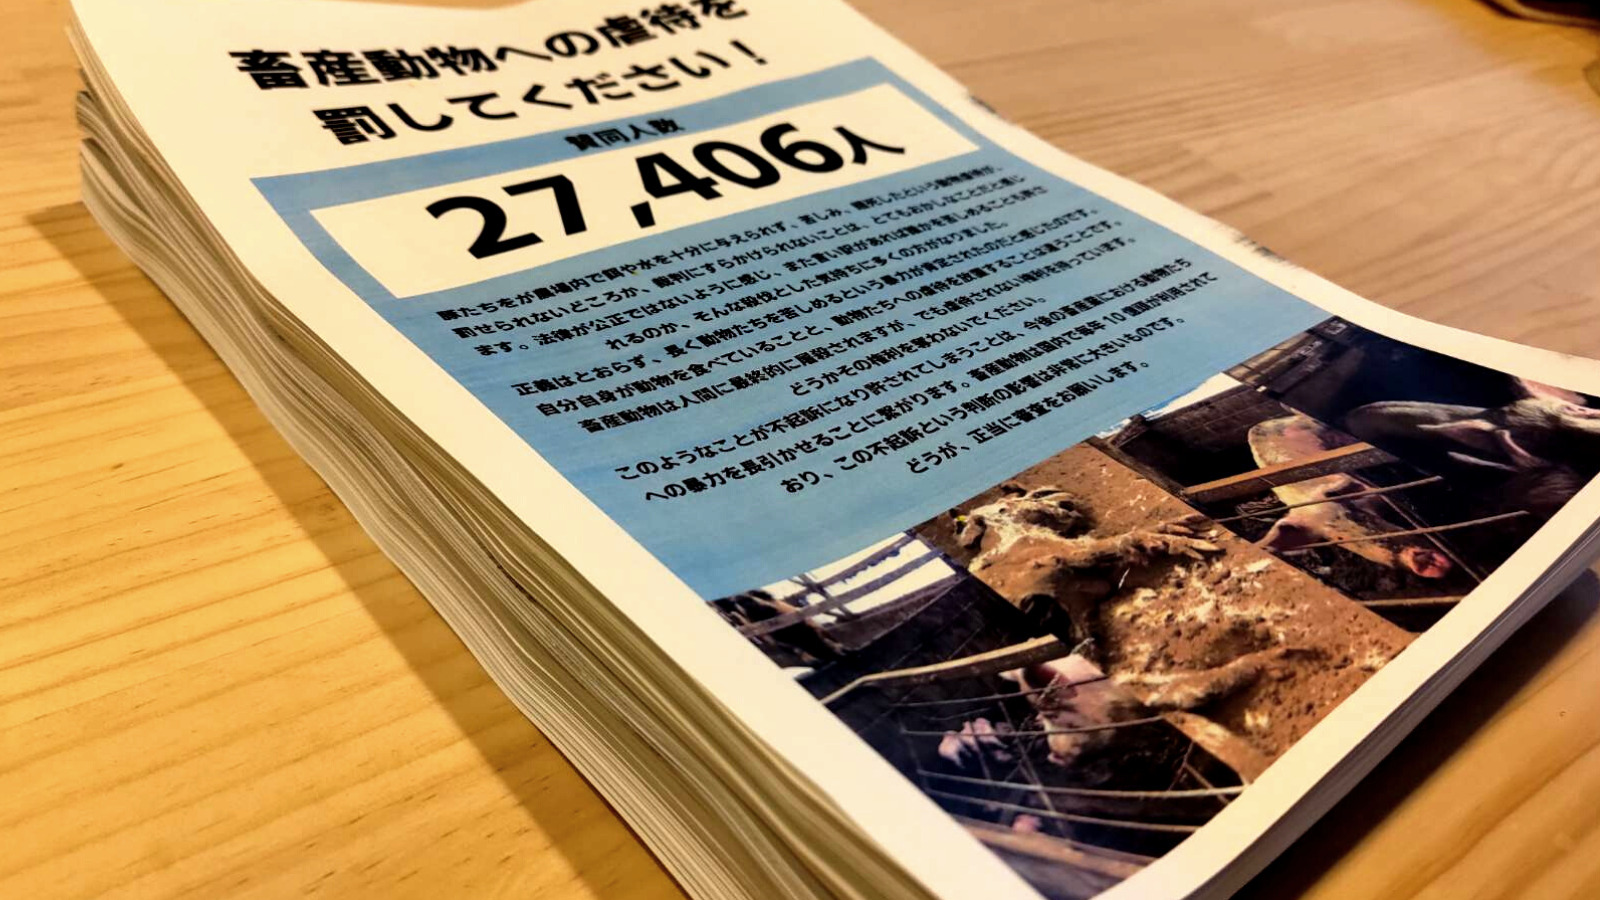 畜産動物への虐待を
罰してください！
賛同人数
27,406人
豚たちをが農場内で餌や水を十分に与えられず、苦しみ、餓死したという動物虐待が、
罰せられないどころか、裁判にすらかけられないことは、とてもおかしなことだと感じ
ます。法律が公正ではないように感じ、また言い訳があれば誰かを苦しめることも許さ
れるのか、そんな殺伐とした気持ちに多くの方がなりました。
正義はとおらず、長く動物たちを苦しめるという暴力が肯定されたのだと感じたのです。
自分自身が動物を食べていることと、動物たちへの虐待を放置することは違うことです。
畜産動物は人間に最終的に屠殺されますが、でも虐待されない権利を持っています。
どうかその権利を奪わないでください。
このようなことが不起訴になり許されてしまうことは、今後の畜産業における動物たち
への暴力を長引かせることに繋がります。畜産動物は国内で毎年10億頭が利用されて
おり、この不起訴という判断の影響は非常に大きいものです。
どうか、正当に審査をお願いします。